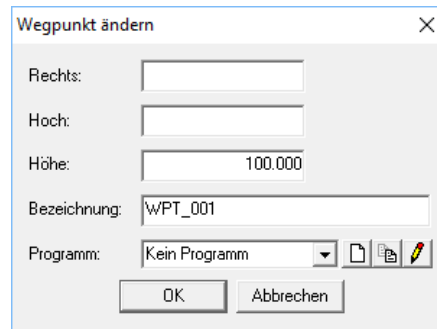 Wegpunkt ändern
Rechts:
Hoch:
Höhe: 100.000
Bezeichnung: WPT_001
Programm: Kein Programm
OK Abbrechen